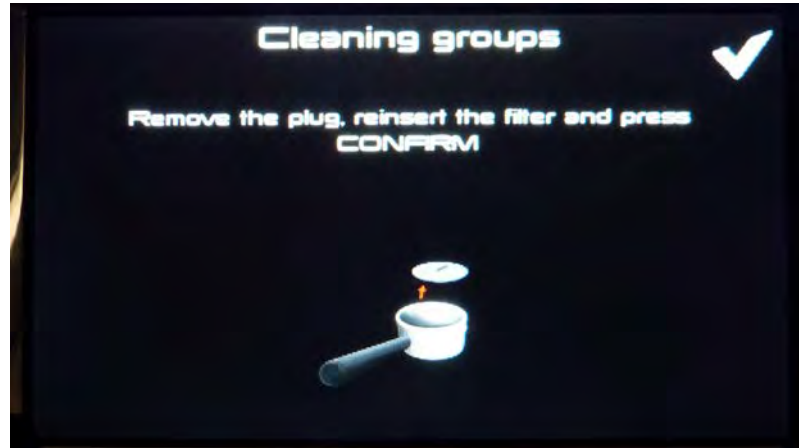 Cleaning groups
Remove the plug, reinsert the filter and press
CONFIRM